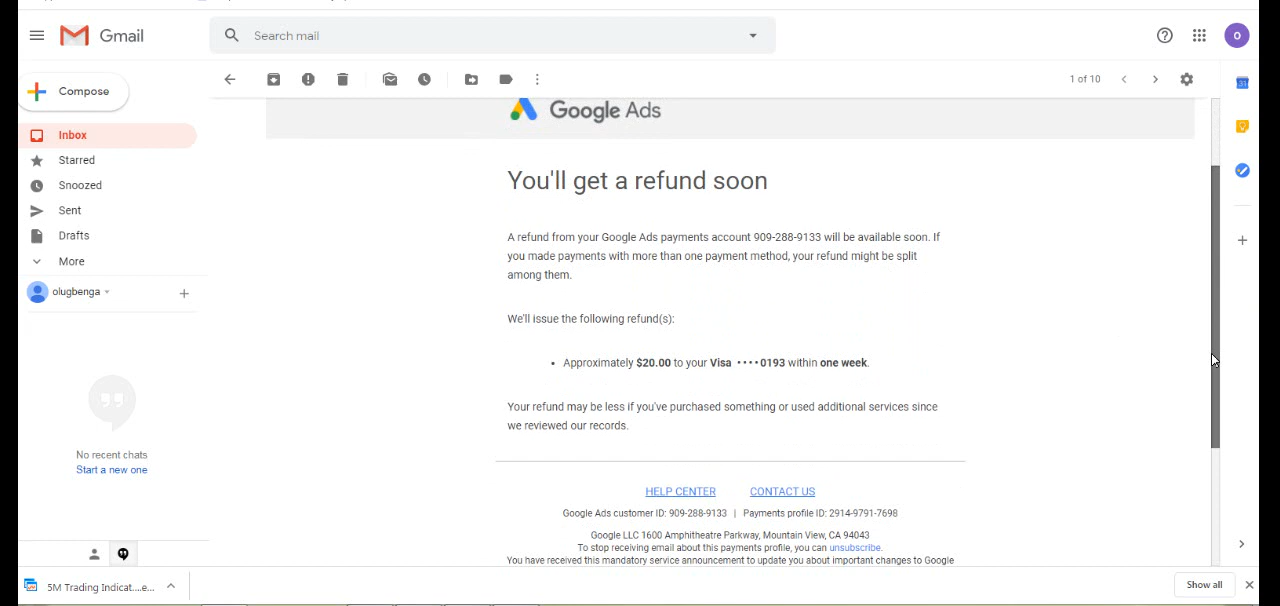 Gmail
Search mail
Compose
1 of 10
Inbox
Starred
Snoozed
Sent
Drafts
More
olugbenga
No recent chats
Start a new one
Google Ads
You'll get a refund soon
A refund from your Google Ads payments account 909-288-9133 will be available soon. If
you made payments with more than one payment method, your refund might be split
among them.
We'll issue the following refund(s):
• Approximately $20.00 to your Visa ••••0193 within one week.
Your refund may be less if you've purchased something or used additional services since
we reviewed our records.
HELP CENTER CONTACT US
Google Ads customer ID: 909-288-9133 | Payments profile ID: 2914-9791-7698
Google LLC 1600 Amphitheatre Parkway, Mountain View, CA 94043
To stop receiving email about this payments profile, you can unsubscribe.
You have received this mandatory service announcement to update you about important changes to Google
O
31
5M Trading Indicat....e...
Show all